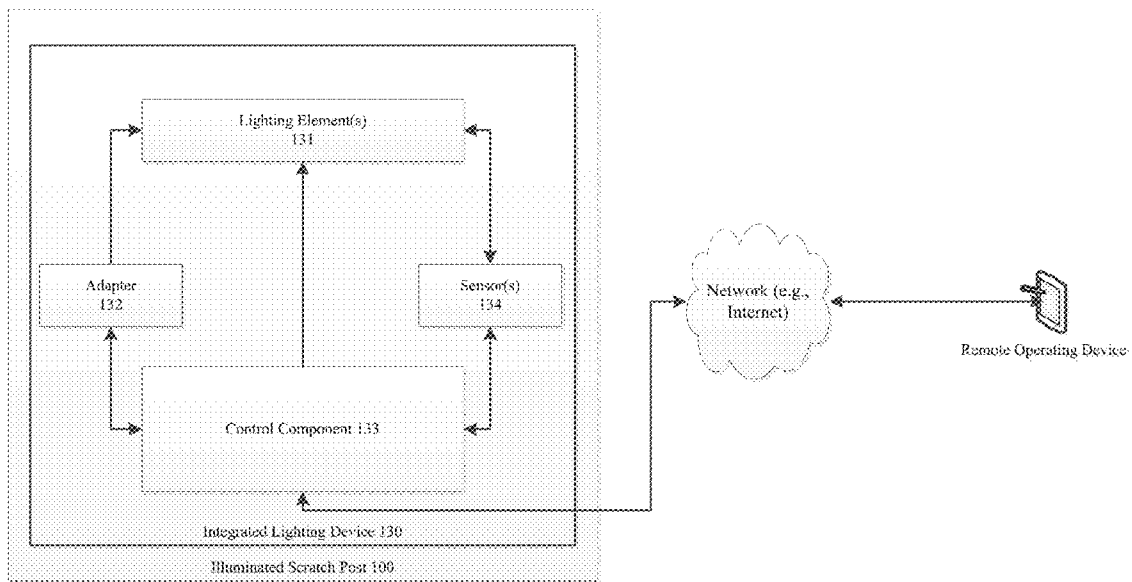 Lighting Element(s)
131
Adapter
132
Sensor(s)
134
Network (e.g.,
Internet)
Remote Operating Device
Control Component 133
Integrated Lighting Device 130
Illuminated Scratch Post 100